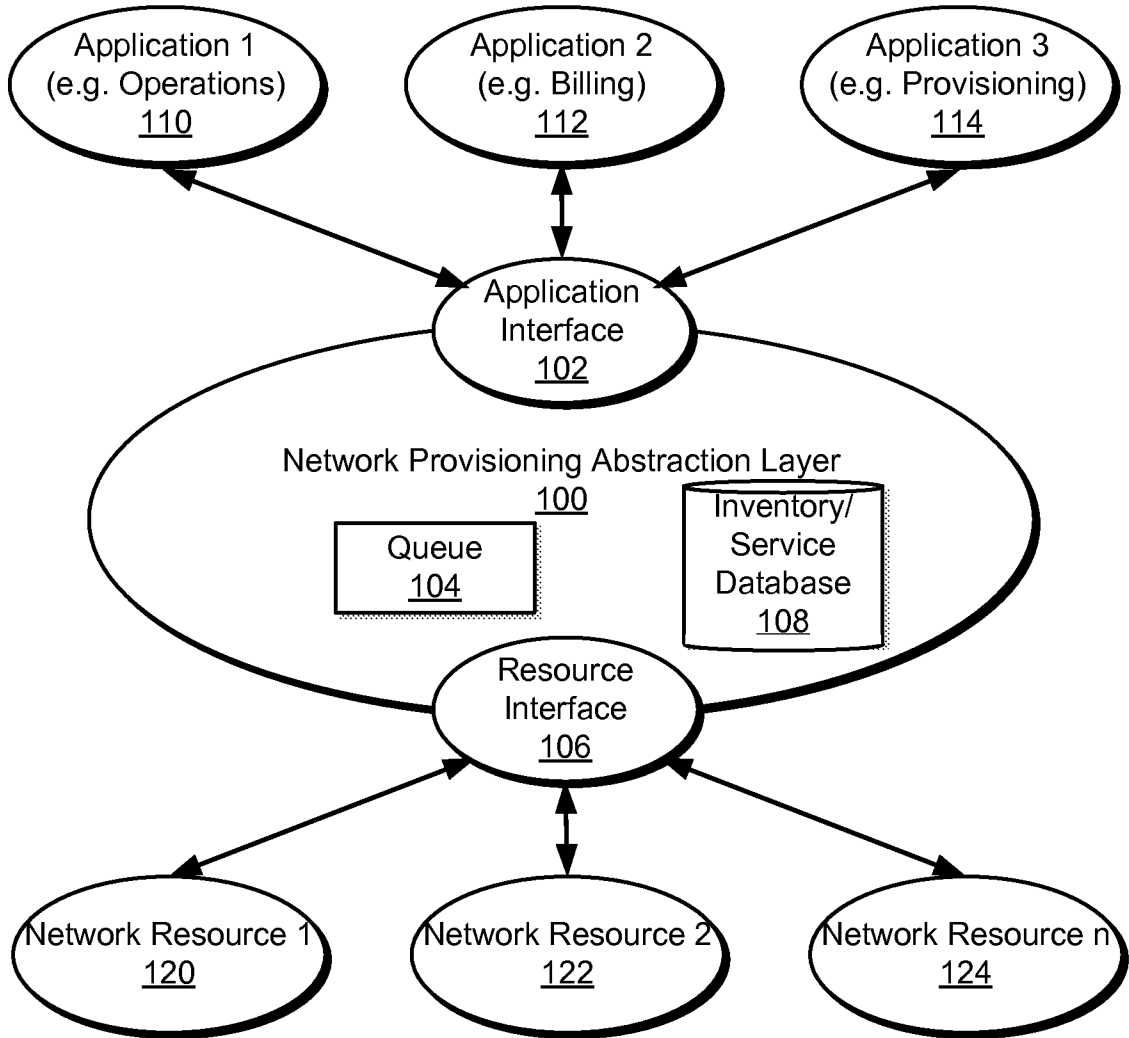 Application 1
(e.g. Operations)
110
Application 2
(e.g. Billing)
112
Application 3
(e.g. Provisioning)
114
Application
Interface
102
Network Provisioning Abstraction Layer
100
Queue
104
Inventory/
Service
Database
108
Resource
Interface
106
Network Resource 1
120
Network Resource 2
122
Network Resource n
124